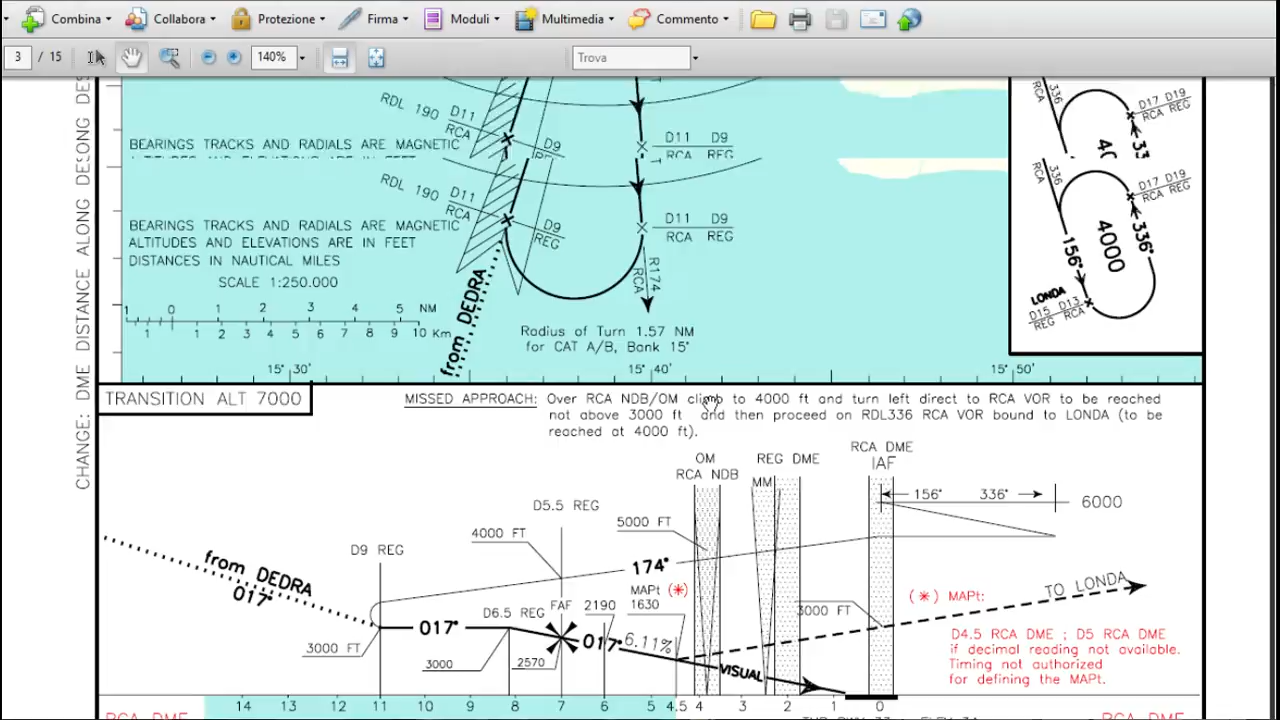 Combina Collabora Protezione Firma Moduli Multimedia Commento
3 / 15 140% Trova
CHANGE: DME DISTANCE ALONG DESONG DES
RDL 190 D11 RCA D9
D11 D9
RCA REG
BEARINGS TRACKS AND RADIALS ARE MAGNETIC
RDL 190 D11 RCA D9 REG
D11 D9
RCA REG
BEARINGS TRACKS AND RADIALS ARE MAGNETIC
ALTITUDES AND ELEVATIONS ARE IN FEET
DISTANCES IN NAUTICAL MILES
SCALE 1:250.000
1 0 1 2 3 4 5 NM
1 0 1 2 3 4 5 6 7 8 9 10 Km
from DEDRA
R174 RCA
Radius of Turn 1.57 NM
for CAT A/B, Bank 15°
15° 30' 15° 40' 15° 50'
336 RCA
D17 D19
RCA REG
33
336
RCA
D17 D19
RCA REG
4000
156° 336°
LONDA
D15 D13
REG RCA
TRANSITION ALT 7000
MISSED APPROACH: Over RCA NDB/OM climb to 4000 ft and turn left direct to RCA VOR to be reached
not above 3000 ft and then proceed on RDL336 RCA VOR bound to LONDA (to be
reached at 4000 ft).
OM
RCA NDB
REG DME
MM
RCA DME
IAF
156° 336°
6000
D5.5 REG
5000 FT
4000 FT
D9 REG
174°
from DEDRA
017°
MAPt (*)
1630
TO LONDA
D6.5 REG FAF 2190
3000 FT
(*) MAPt:
017°
017° 6.11%
3000 FT
3000
2570
VISUAL
D4.5 RCA DME ; D5 RCA DME
if decimal reading not available.
Timing not authorized
for defining the MAPt.
14 13 12 11 10 9 8 7 6 5 4.5 4 3 2 1 0
RCA DME
RCA DME